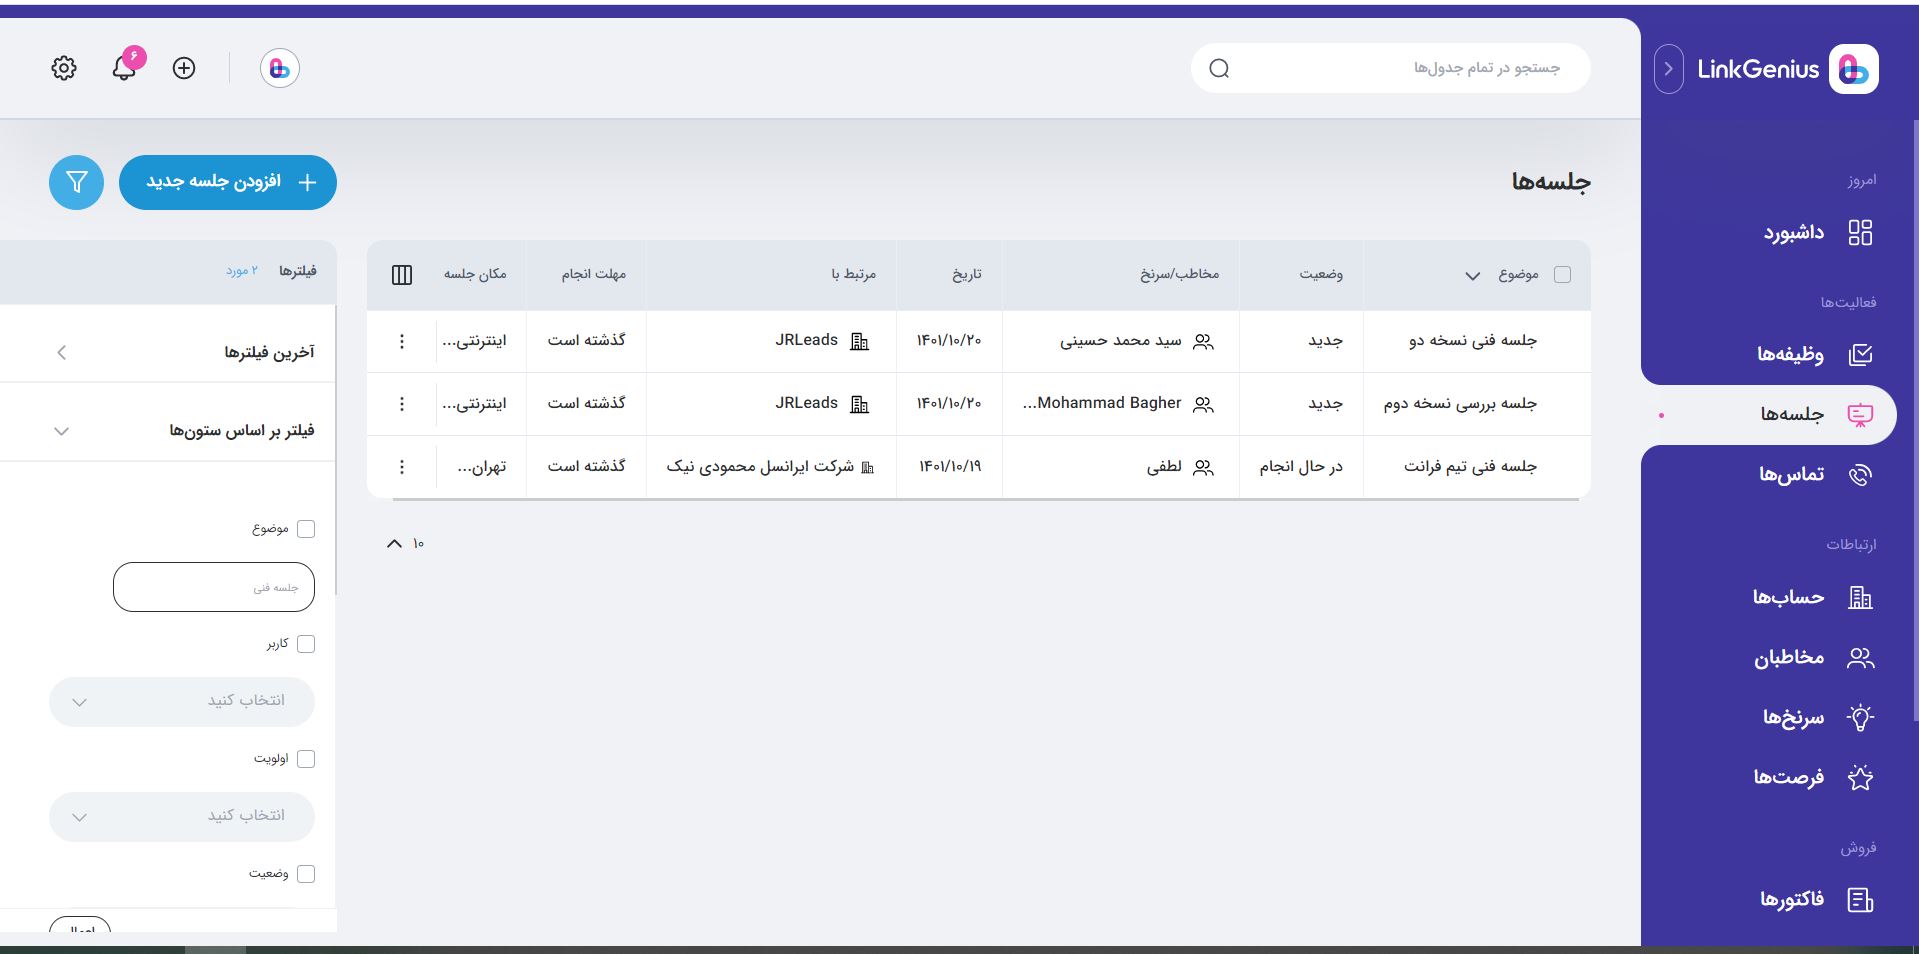 LinkGenius
جستجو در تمام جدول‌ها
۶
امروز
داشبورد
فعالیت‌ها
وظیفه‌ها
جلسه‌ها
تماس‌ها
ارتباطات
حساب‌ها
مخاطبان
سرنخ‌ها
فرصت‌ها
فروش
فاکتورها
جلسه‌ها
افزودن جلسه جدید
موضوع وضعیت مخاطب/سرنخ تاریخ مرتبط با مهلت انجام مکان جلسه
جلسه فنی نسخه دو جدید سید محمد حسینی ۱۴۰۱/۱۰/۲۰ JRLeads گذشته است اینترنتی...
جلسه بررسی نسخه دوم جدید Mohammad Bagher... ۱۴۰۱/۱۰/۲۰ JRLeads گذشته است اینترنتی...
جلسه فنی تیم فرانت در حال انجام لطفی ۱۴۰۱/۱۰/۱۹ شرکت ایرانسل محمودی نیک گذشته است تهران...
۱۰
فیلترها ۲ مورد
آخرین فیلترها
فیلتر بر اساس ستون‌ها
موضوع
جلسه فنی
کاربر
انتخاب کنید
اولویت
انتخاب کنید
وضعیت